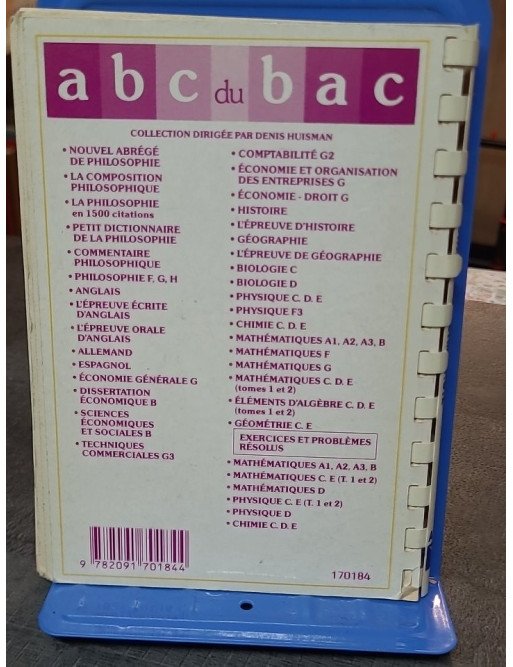 abc du bac
COLLECTION DIRIGÉE PAR DENIS HUISMAN
• NOUVEL ABRÉGÉ
DE PHILOSOPHIE
• LA COMPOSITION
PHILOSOPHIQUE
• LA PHILOSOPHIE
en 1500 citations
• PETIT DICTIONNAIRE
DE LA PHILOSOPHIE
• COMMENTAIRE
PHILOSOPHIQUE
• PHILOSOPHIE F, G, H
• ANGLAIS
• L'ÉPREUVE ÉCRITE
D'ANGLAIS
• L'ÉPREUVE ORALE
D'ANGLAIS
• ALLEMAND
• ESPAGNOL
• ÉCONOMIE GÉNÉRALE G
• DISSERTATION
ÉCONOMIQUE B
• SCIENCES
ÉCONOMIQUES
ET SOCIALES B
• TECHNIQUES
COMMERCIALES G3
• COMPTABILITÉ G2
• ÉCONOMIE ET ORGANISATION
DES ENTREPRISES G
• ÉCONOMIE - DROIT G
• HISTOIRE
• L'ÉPREUVE D'HISTOIRE
• GÉOGRAPHIE
• L'ÉPREUVE DE GÉOGRAPHIE
• BIOLOGIE C
• BIOLOGIE D
• PHYSIQUE C. D. E
• PHYSIQUE F3
• CHIMIE C. D. E
• MATHÉMATIQUES A1, A2, A3, B
• MATHÉMATIQUES F
• MATHÉMATIQUES G
• MATHÉMATIQUES C. D. E
(tomes 1 et 2)
• ÉLÉMENTS D'ALGÈBRE C. D. E
(tomes 1 et 2)
• GÉOMÉTRIE C. E
EXERCICES ET PROBLÈMES
RÉSOLUS
• MATHÉMATIQUES A1, A2, A3, B
• MATHÉMATIQUES C. E (T. 1 et 2)
• MATHÉMATIQUES D
• PHYSIQUE C. E (T. 1 et 2)
• PHYSIQUE D
• CHIMIE C. D. E
9 782091 701844
170184